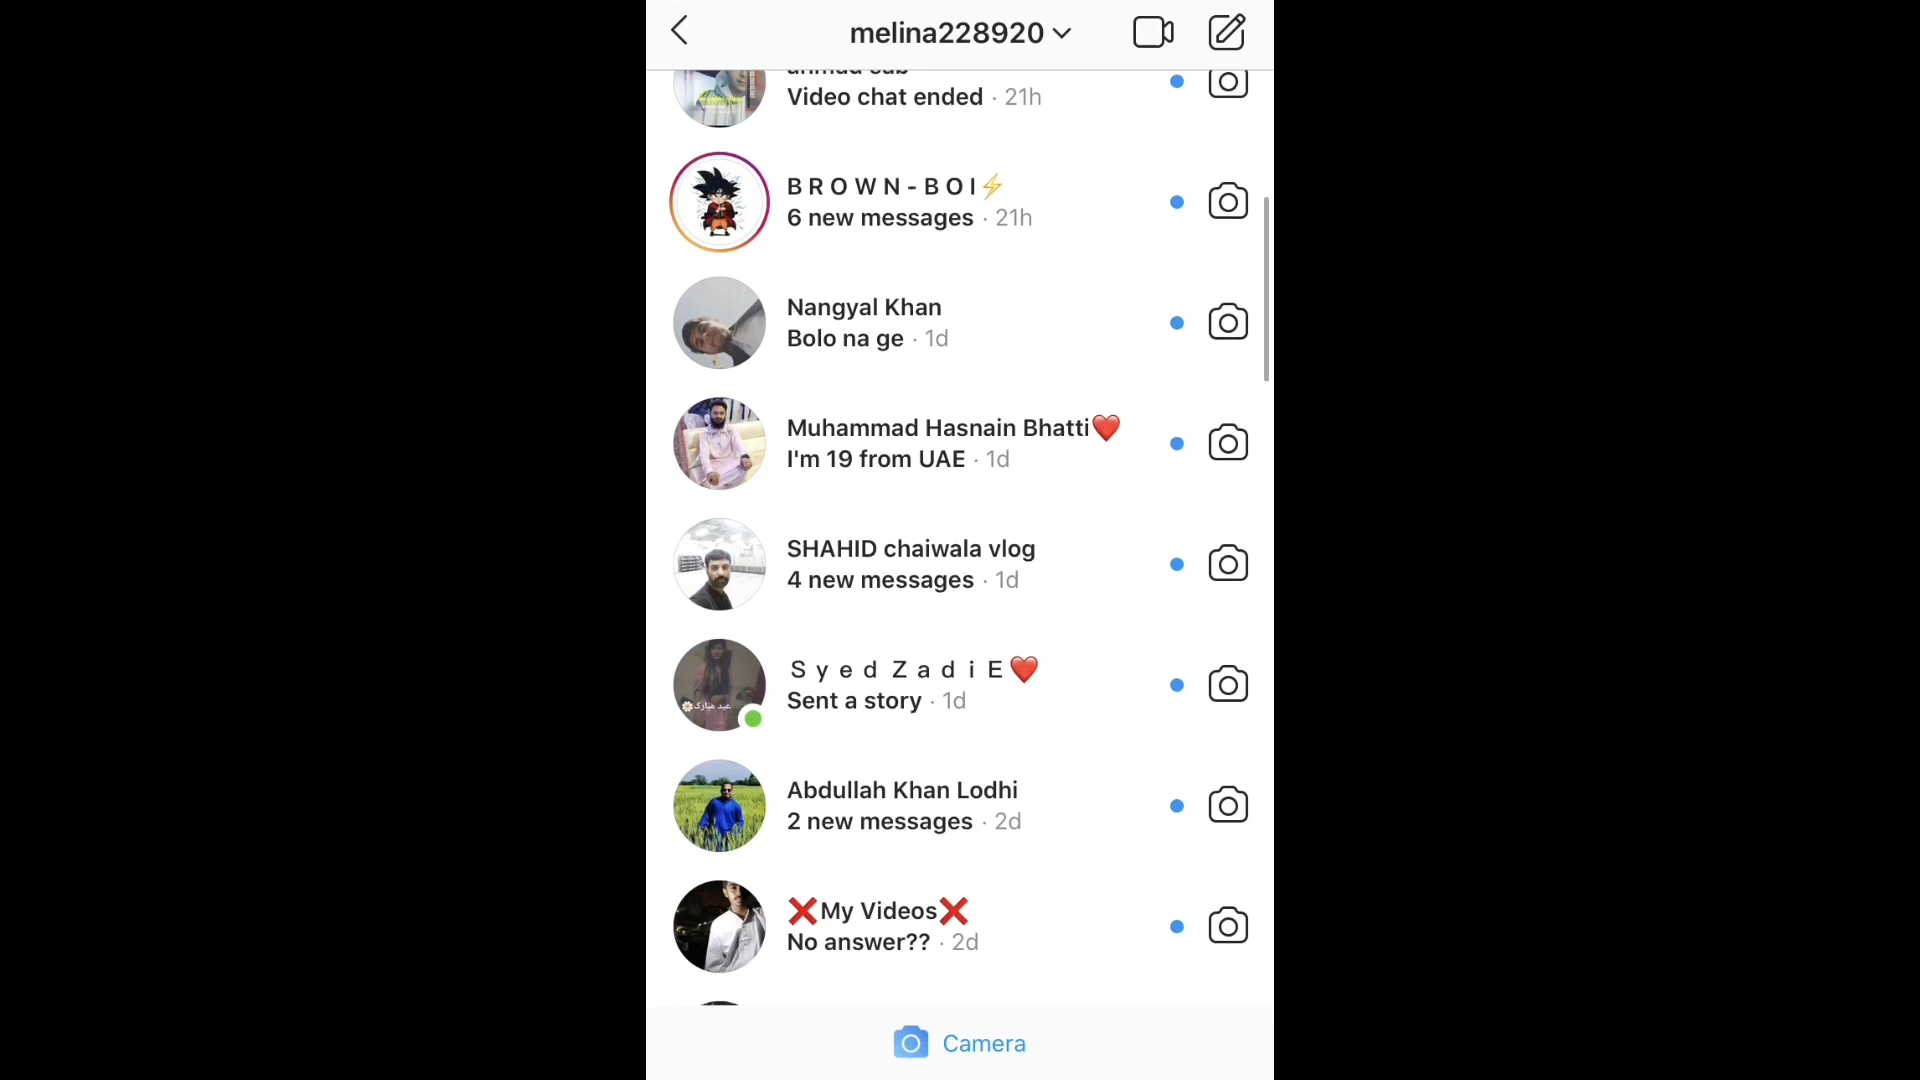 melina228920
Video chat ended · 21h
B R O W N - B O I⚡
6 new messages · 21h
Nangyal Khan
Bolo na ge · 1d
Muhammad Hasnain Bhatti❤️
I'm 19 from UAE · 1d
SHAHID chaiwala vlog
4 new messages · 1d
S y e d Z a d i E❤️
Sent a story · 1d
عید مبارک
Abdullah Khan Lodhi
2 new messages · 2d
❌My Videos❌
No answer?? · 2d
Camera